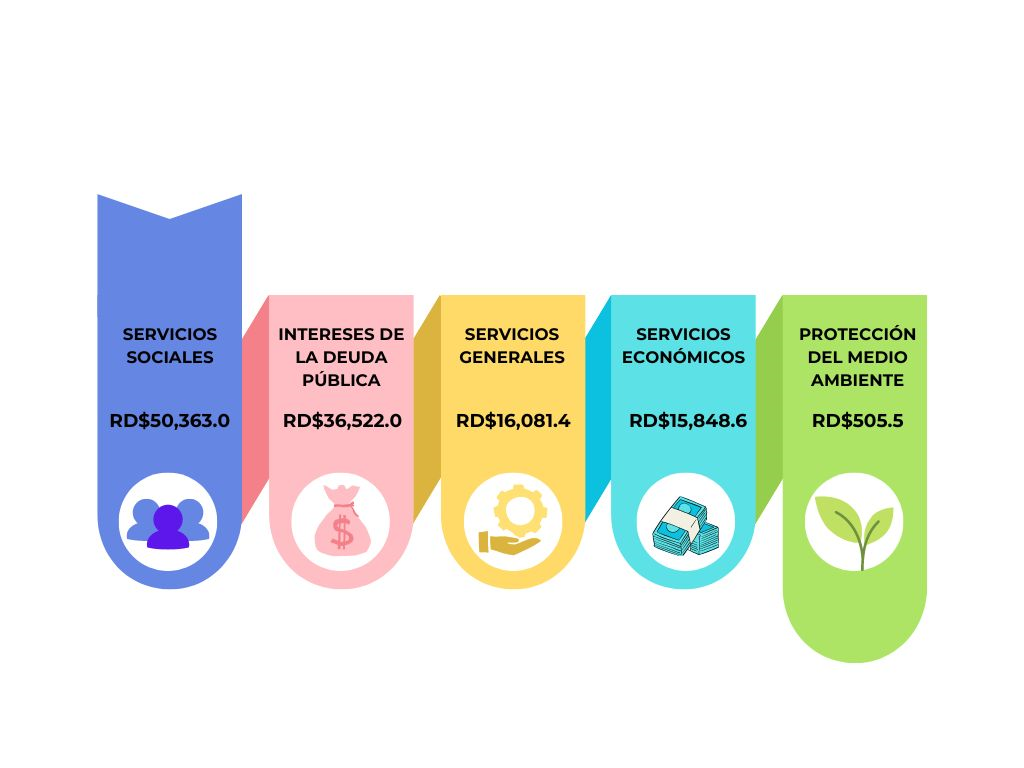 SERVICIOS
SOCIALES
RD$50,363.0
INTERESES DE
LA DEUDA
PÚBLICA
RD$36,522.0
SERVICIOS
GENERALES
RD$16,081.4
SERVICIOS
ECONÓMICOS
RD$15,848.6
PROTECCIÓN
DEL MEDIO
AMBIENTE
RD$505.5
$